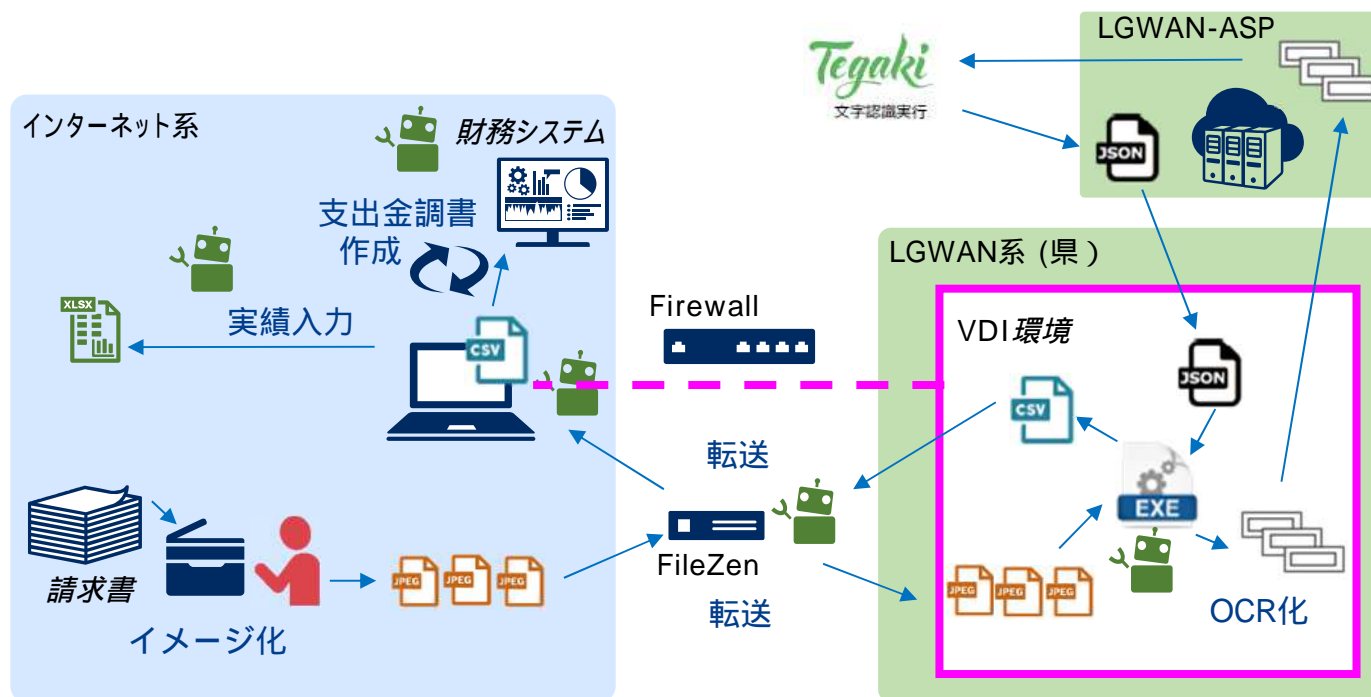 LGWAN-ASP
Tegaki
文字認識実行
JSON
インターネット系
財務システム
支出金調書
作成
XLSX
実績入力
CSV
Firewall
LGWAN系 (県）
VDI環境
JSON
CSV
転送
EXE
請求書
JPEG
JPEG
JPEG
FileZen
転送
JPEG
JPEG
JPEG
OCR化
イメージ化